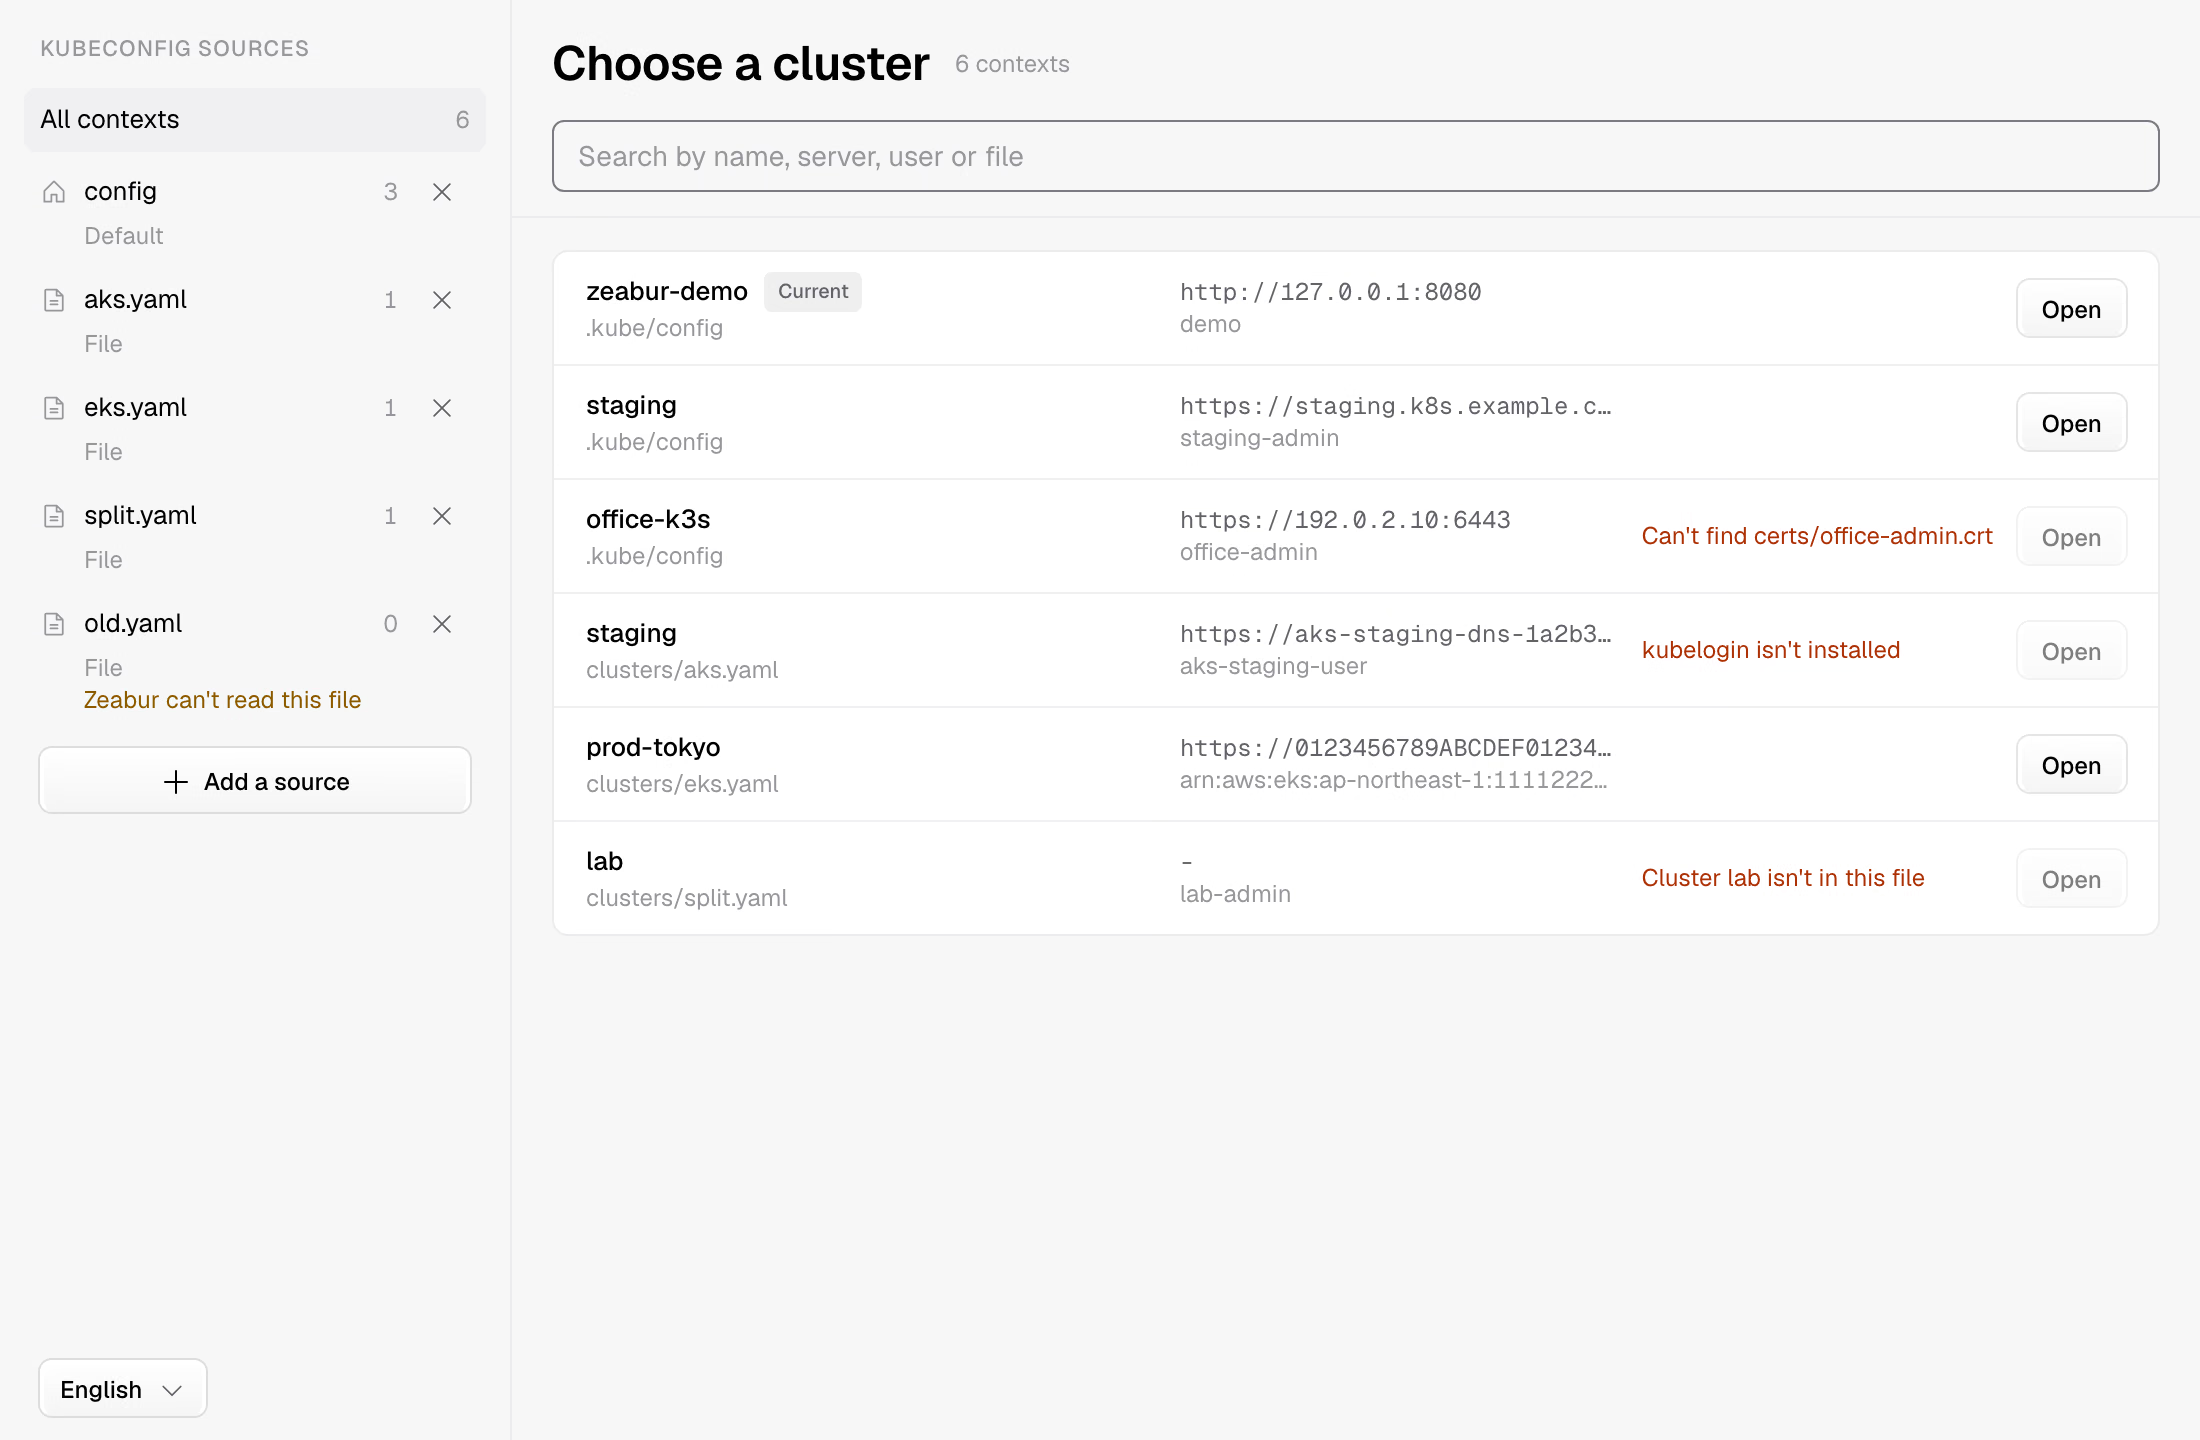 KUBECONFIG SOURCES
All contexts 6
config 3
Default
aks.yaml 1
File
eks.yaml 1
File
split.yaml 1
File
old.yaml 0
File
Zeabur can't read this file
Add a source
English
Choose a cluster 6 contexts
Search by name, server, user or file
zeabur-demo Current
.kube/config
http://127.0.0.1:8080
demo
Open
staging
.kube/config
https://staging.k8s.example.c…
staging-admin
Open
office-k3s
.kube/config
https://192.0.2.10:6443
office-admin
Can't find certs/office-admin.crt
Open
staging
clusters/aks.yaml
https://aks-staging-dns-1a2b3…
aks-staging-user
kubelogin isn't installed
Open
prod-tokyo
clusters/eks.yaml
https://0123456789ABCDEF01234…
arn:aws:eks:ap-northeast-1:1111222…
Open
lab
clusters/split.yaml
-
lab-admin
Cluster lab isn't in this file
Open